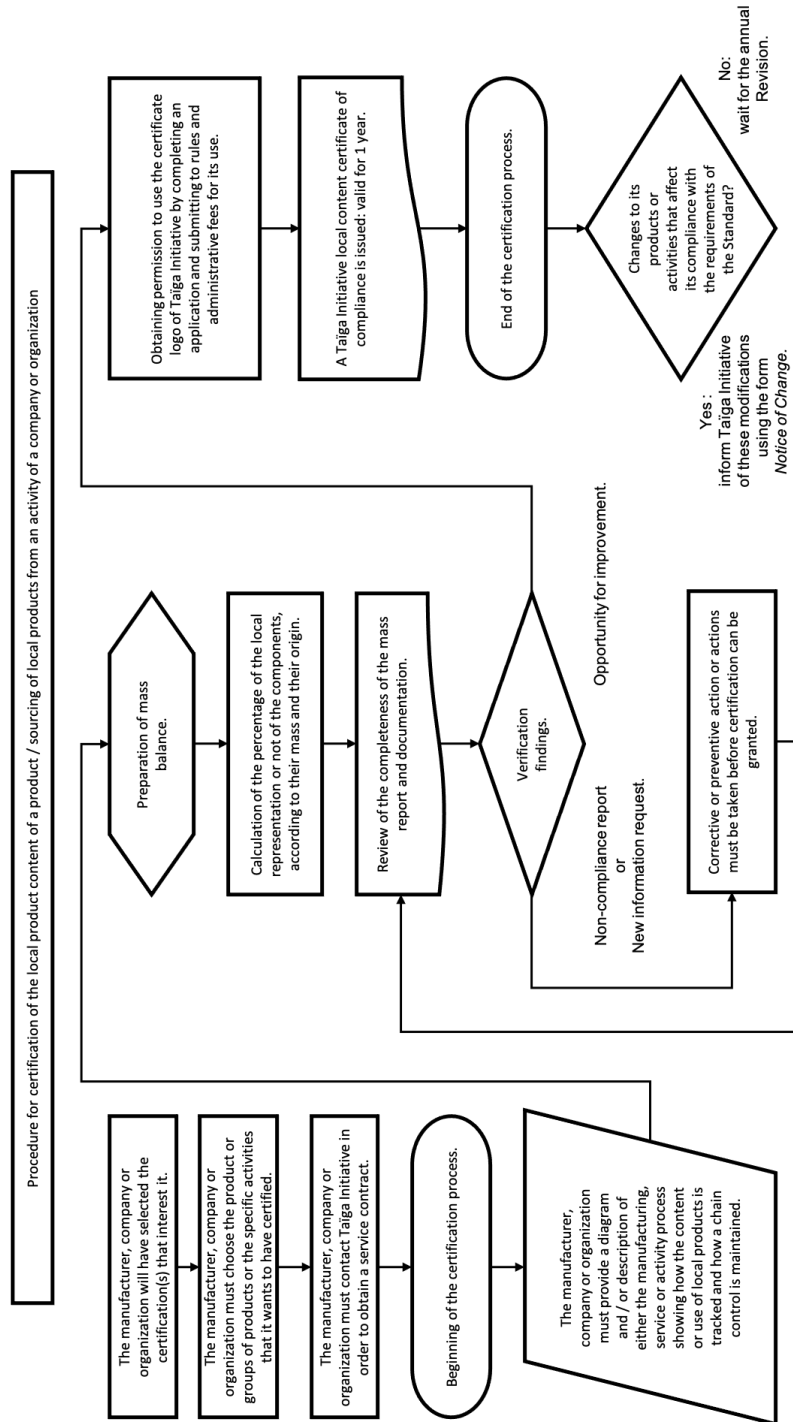 Procedure for certification of the local product content of a product / sourcing of local products from an activity of a company or organization
The manufacturer, company or
organization will have selected the
certification(s) that interest it.
The manufacturer, company or
organization must choose the product or
groups of products or the specific activities
that it wants to have certified.
The manufacturer, company or
organization must contact Taïga Initiative in
order to obtain a service contract.
Beginning of the certification process.
The manufacturer,
company or organization
must provide a diagram
and / or description of
either the manufacturing,
service or activity process
showing how the content
or use of local products is
tracked and how a chain
control is maintained.
Preparation of mass
balance.
Calculation of the percentage of the local
representation or not of the components,
according to their mass and their origin.
Review of the completeness of the mass
report and documentation.
Verification
findings.
Non-compliance report
or
New information request.
Opportunity for improvement.
Corrective or preventive action or actions
must be taken before certification can be
granted.
Obtaining permission to use the certificate
logo of Taïga Initiative by completing an
application and submitting to rules and
administrative fees for its use.
A Taïga Initiative local content certificate of
compliance is issued: valid for 1 year.
End of the certification process.
Changes to its
products or
activities that affect
its compliance with
the requirements of
the Standard?
Yes :
inform Taïga Initiative
of these modifications
using the form
Notice of Change.
No:
wait for the annual
Revision.